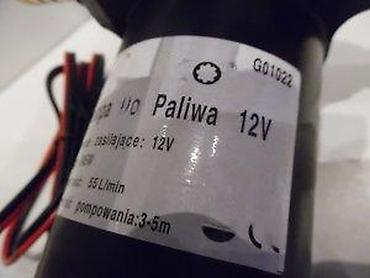 G01022
Paliwa 12V
zasilające: 12V
55 L/min
pompowania: 3-5m